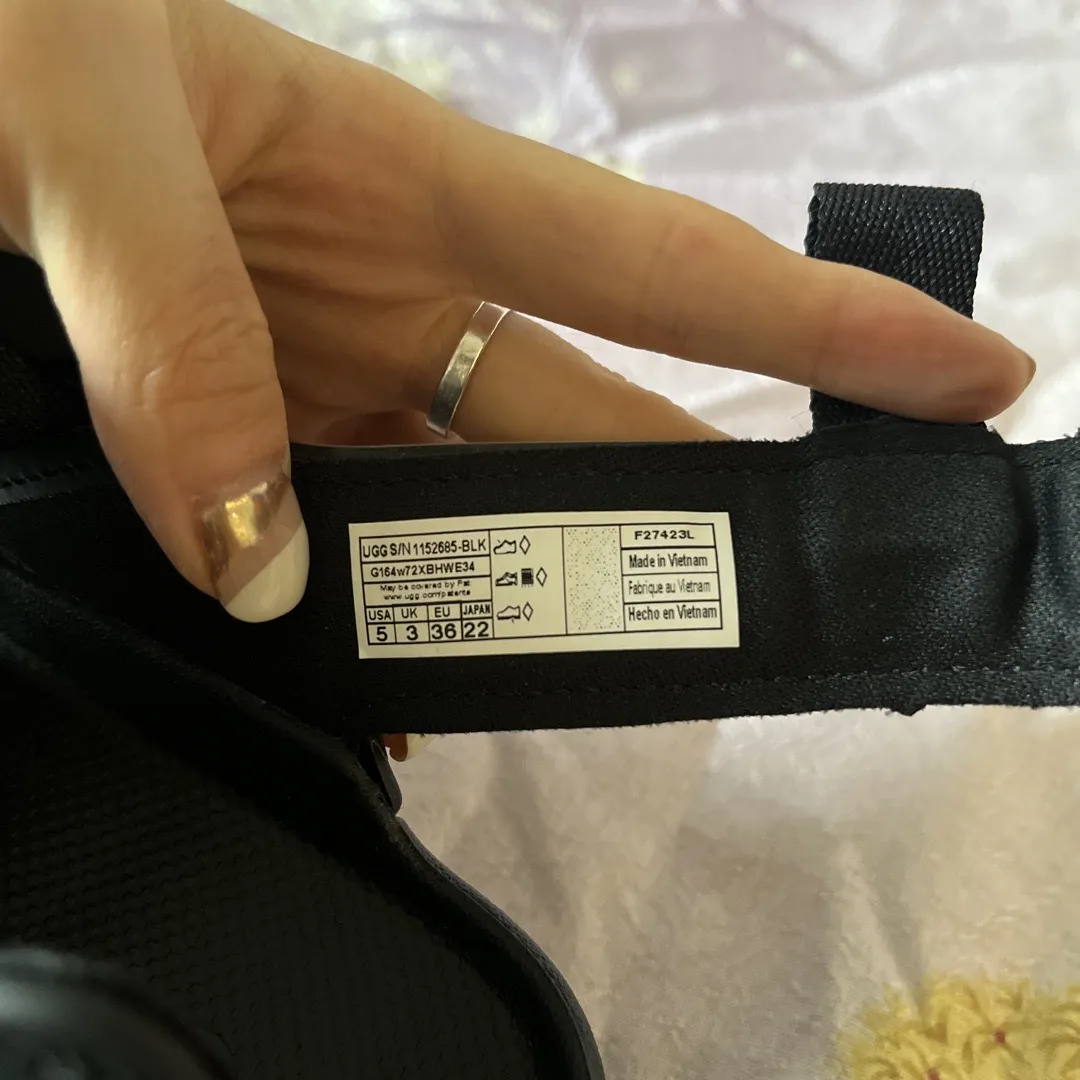 UGG S/N 1152685-BLK
G164w72XBHWE34
May be covered by Pat.
www.ugg.com/patents
USA UK EU JAPAN
5 3 36 22
F27423L
Made in Vietnam
Fabriqué au Vietnam
Hecho en Vietnam